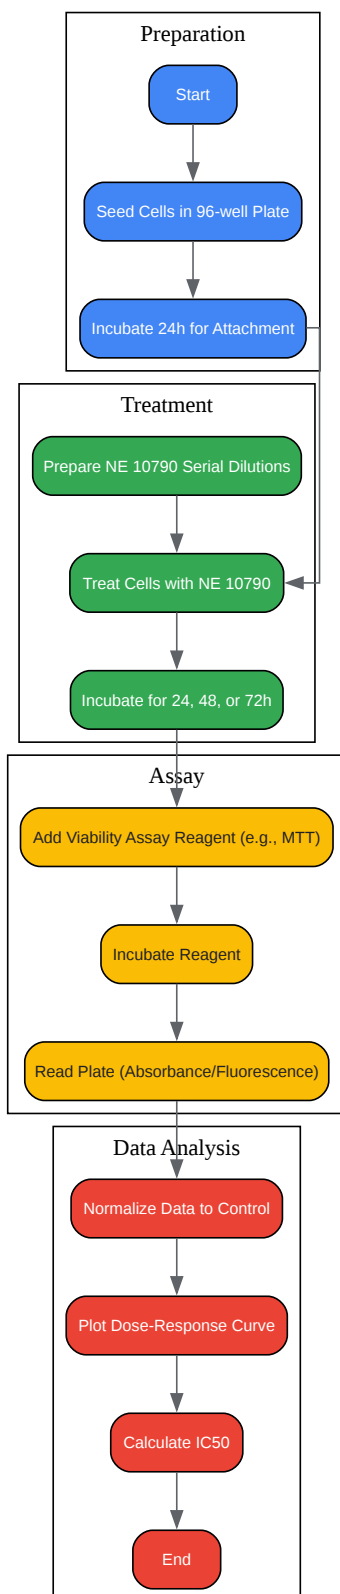 Preparation
Start
Seed Cells in 96-well Plate
Incubate 24h for Attachment
Treatment
Prepare NE 10790 Serial Dilutions
Treat Cells with NE 10790
Incubate for 24, 48, or 72h
Assay
Add Viability Assay Reagent (e.g., MTT)
Incubate Reagent
Read Plate (Absorbance/Fluorescence)
Data Analysis
Normalize Data to Control
Plot Dose-Response Curve
Calculate IC50
End